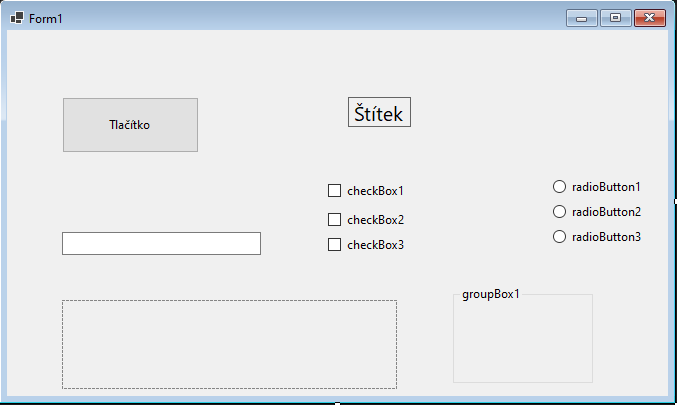 Form1
Tlačítko
Štítek
checkBox1
radioButton1
checkBox2
radioButton2
checkBox3
radioButton3
groupBox1